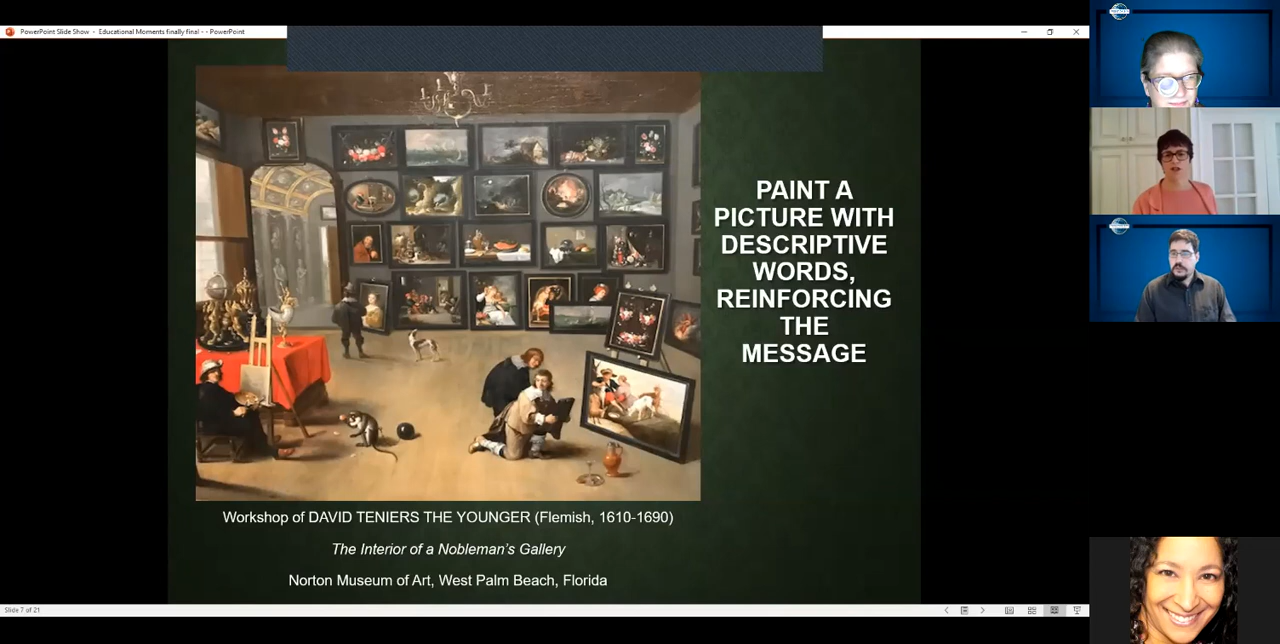 PowerPoint Slide Show - Educational Moments finally final - - PowerPoint
PAINT A
PICTURE WITH
DESCRIPTIVE
WORDS,
REINFORCING
THE
MESSAGE
Workshop of DAVID TENIERS THE YOUNGER (Flemish, 1610-1690)
The Interior of a Nobleman's Gallery
Norton Museum of Art, West Palm Beach, Florida
Slide 7 of 21